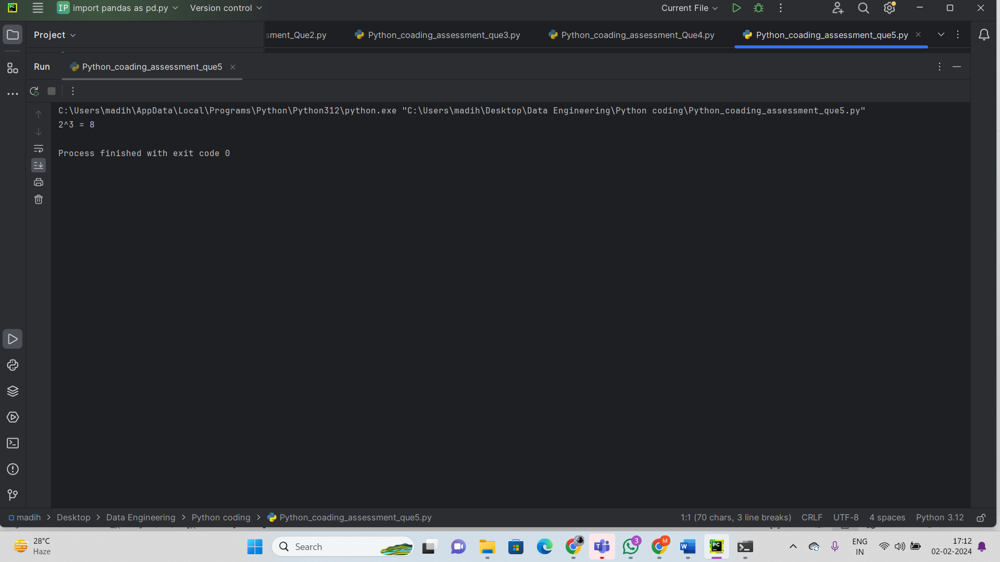 PC
IP import pandas as pd.py Version control Current File
Project sment_Que2.py Python_coading_assessment_que3.py Python_coading_assessment_Que4.py Python_coading_assessment_que5.py
Run Python_coading_assessment_que5
C:\Users\madih\AppData\Local\Programs\Python\Python312\python.exe "C:\Users\madih\Desktop\Data Engineering\Python coding\Python_coading_assessment_que5.py"
2^3 = 8
Process finished with exit code 0
madih > Desktop > Data Engineering > Python coding > Python_coading_assessment_que5.py 1:1 (70 chars, 3 line breaks) CRLF UTF-8 4 spaces Python 3.12
28°C
Haze
Search
3
M
W
PC
ENG
IN
17:12
02-02-2024